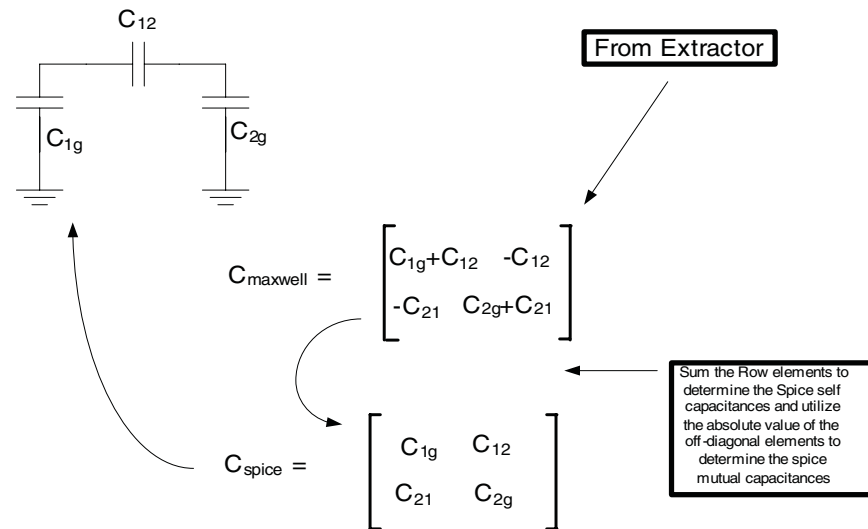 C12
From Extractor
C1g
C2g
Cmaxwell =
C1g+C12 -C12
-C21 C2g+C21
Sum the Row elements to
determine the Spice self
capacitances and utilize
the absolute value of the
off-diagonal elements to
determine the spice
mutual capacitances
Cspice =
C1g C12
C21 C2g